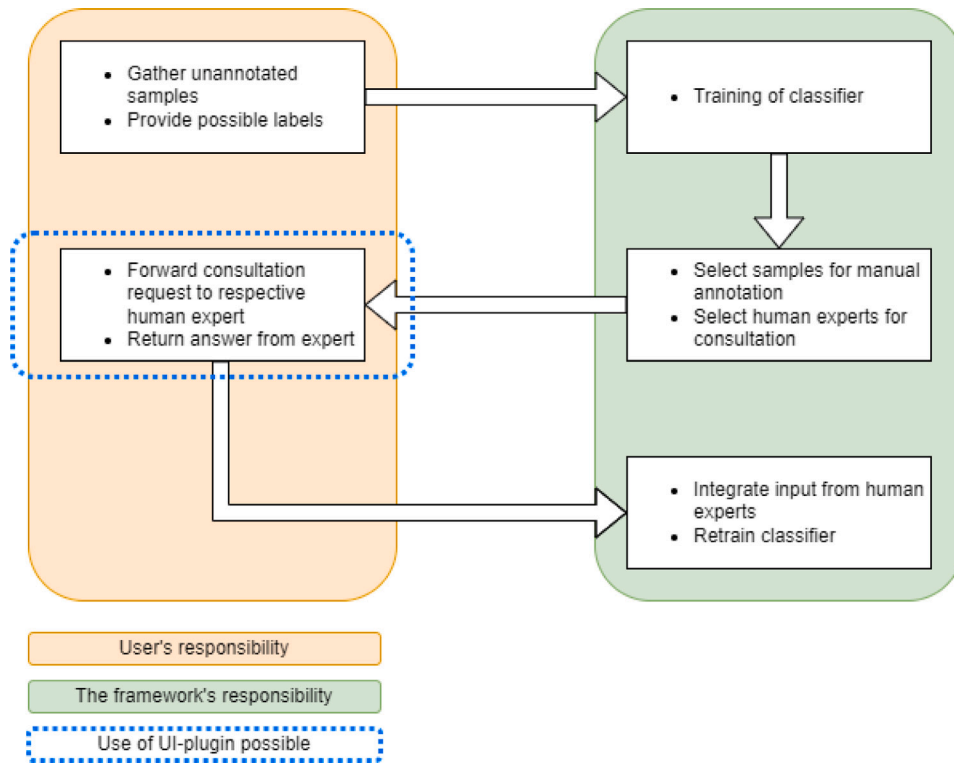 • Gather unannotated
samples
• Provide possible labels
• Training of classifier
• Forward consultation
request to respective
human expert
• Return answer from expert
• Select samples for manual
annotation
• Select human experts for
consultation
• Integrate input from human
experts
• Retrain classifier
User's responsibility
The framework's responsibility
Use of UI-plugin possible